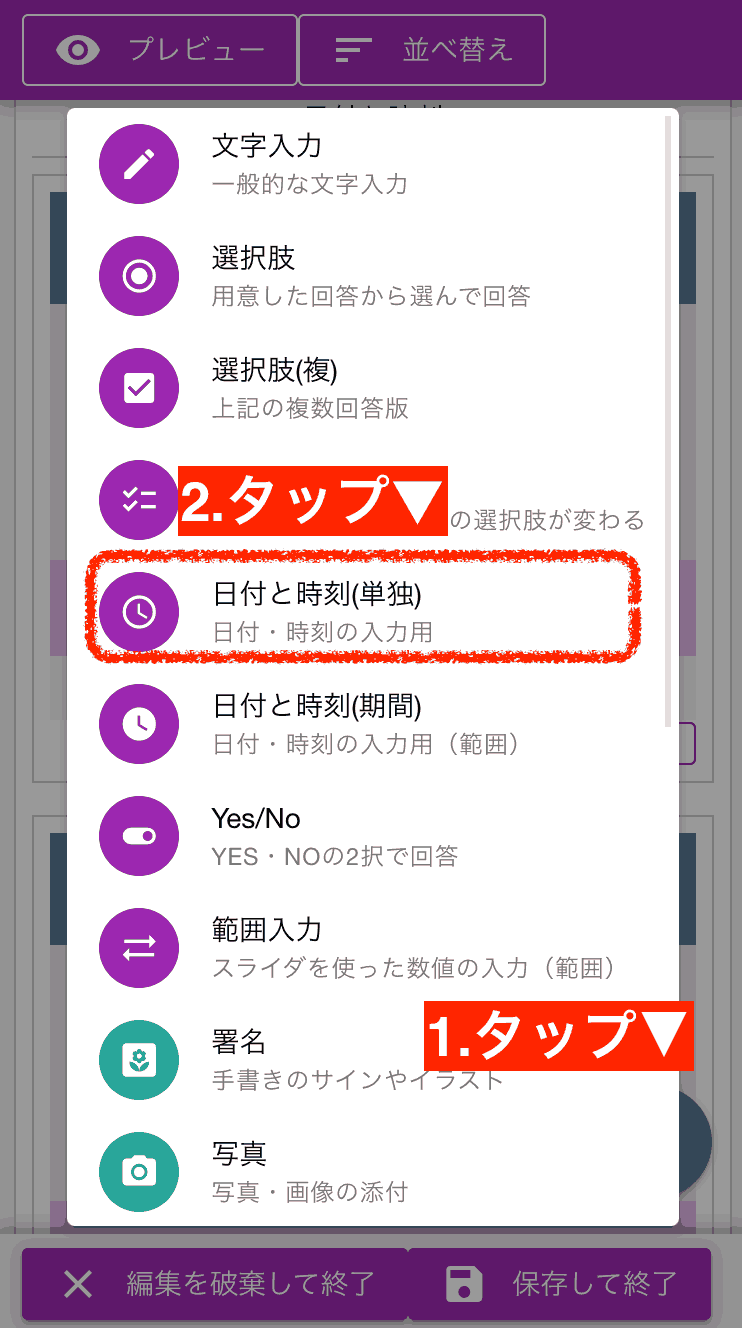 プレビュー
並べ替え
文字入力
一般的な文字入力
選択肢
用意した回答から選んで回答
選択肢(複)
上記の複数回答版
2.タップ▼
の選択肢が変わる
日付と時刻(単独)
日付・時刻の入力用
日付と時刻(期間)
日付・時刻の入力用（範囲）
Yes/No
YES・NOの2択で回答
範囲入力
スライダを使った数値の入力（範囲）
1.タップ▼
署名
手書きのサインやイラスト
写真
写真・画像の添付
編集を破棄して終了
保存して終了